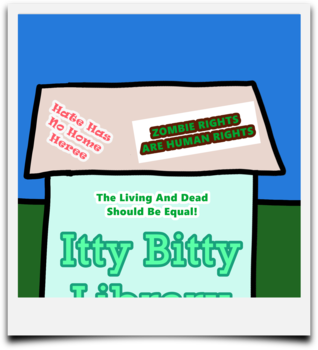 Hate Has
No Home
Heree
ZOMBIE RIGHTS
ARE HUMAN RIGHTS
The Living And Dead
Should Be Equal!
Itty Bitty
Library